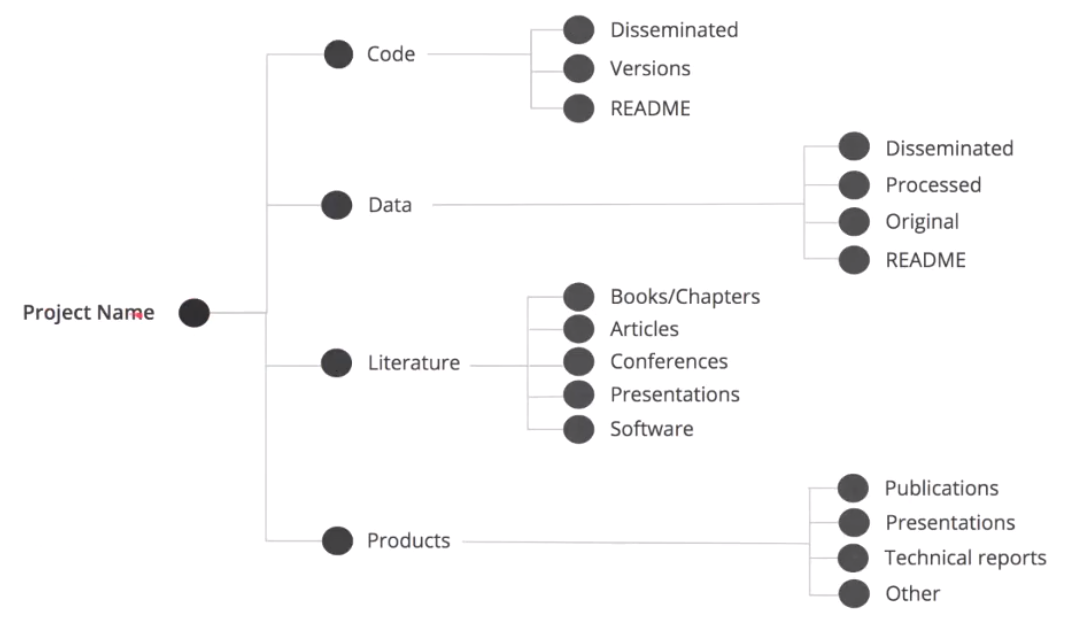 Project Name
Code
Disseminated
Versions
README
Data
Disseminated
Processed
Original
README
Literature
Books/Chapters
Articles
Conferences
Presentations
Software
Products
Publications
Presentations
Technical reports
Other